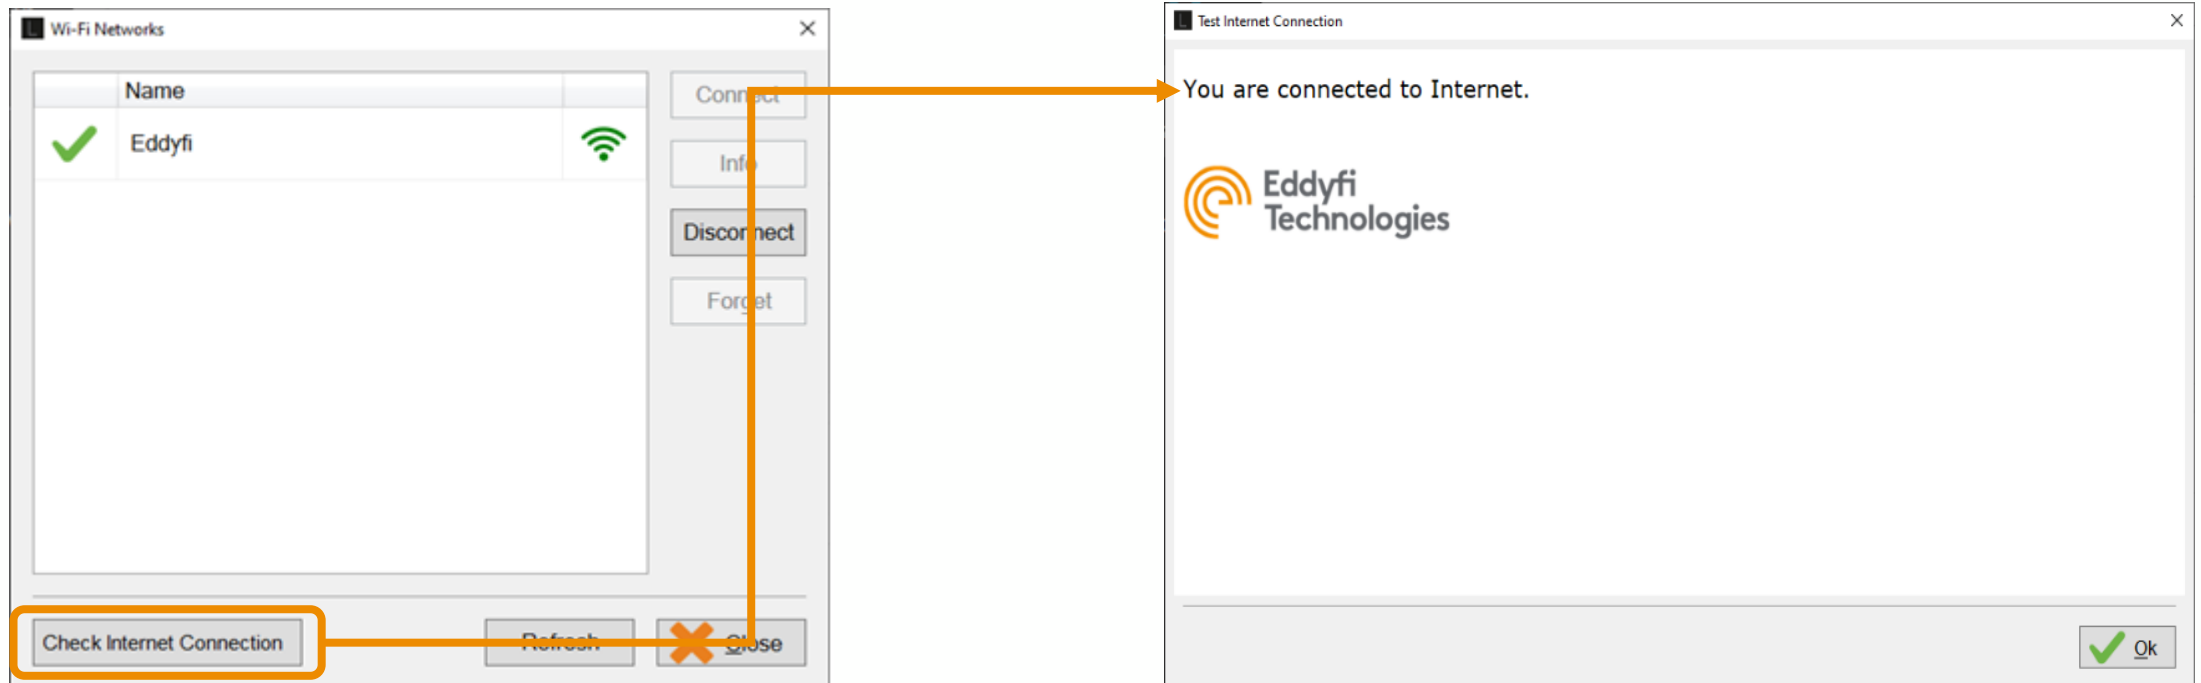 Wi-Fi Networks
Name
Eddyfi
Connect
Info
Disconnect
Forget
Check Internet Connection
Refresh
Close
Test Internet Connection
You are connected to Internet.
Eddyfi
Technologies
Ok